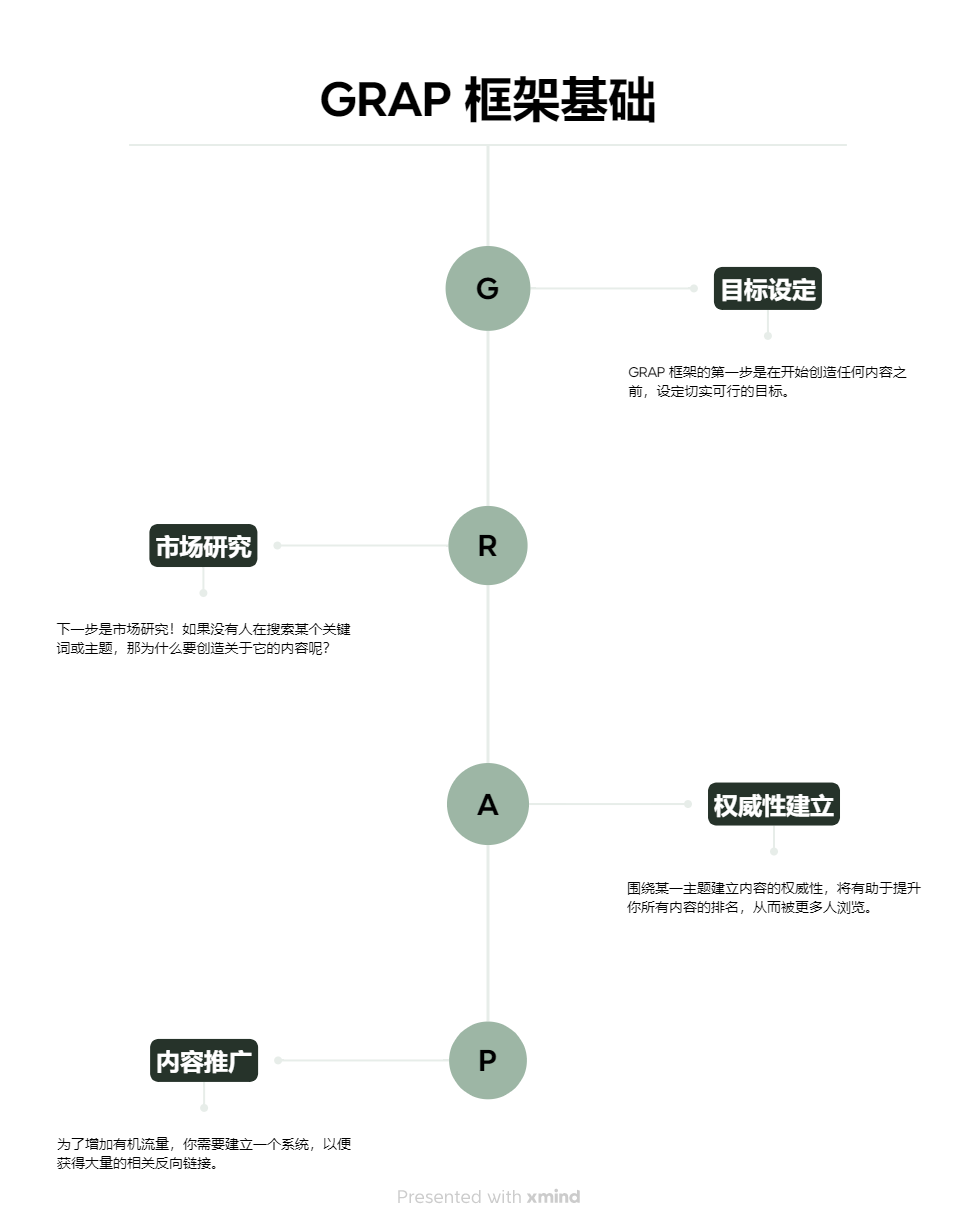 GRAP 框架基础
G
目标设定
GRAP 框架的第一步是在开始创造任何内容之
前，设定切实可行的目标。
R
市场研究
下一步是市场研究！如果没有人在搜索某个关键
词或主题，那为什么要创造关于它的内容呢？
A
权威性建立
围绕某一主题建立内容的权威性，将有助于提升
你所有内容的排名，从而被更多人浏览。
P
内容推广
为了增加有机流量，你需要建立一个系统，以便
获得大量的相关反向链接。
Presented with xmind